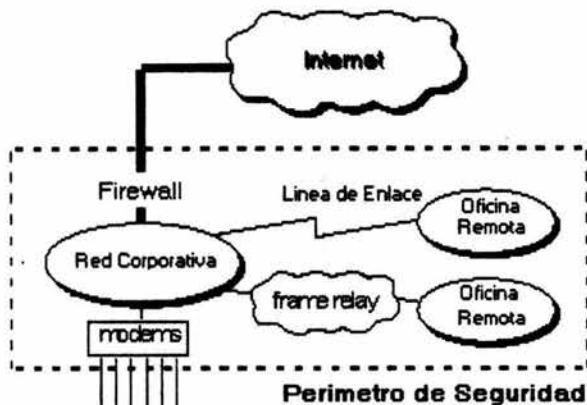 Internet
Firewall
Linea de Enlace
Oficina
Remota
Red Corporativa
frame relay
Oficina
Remota
modems
Perimetro de Seguridad